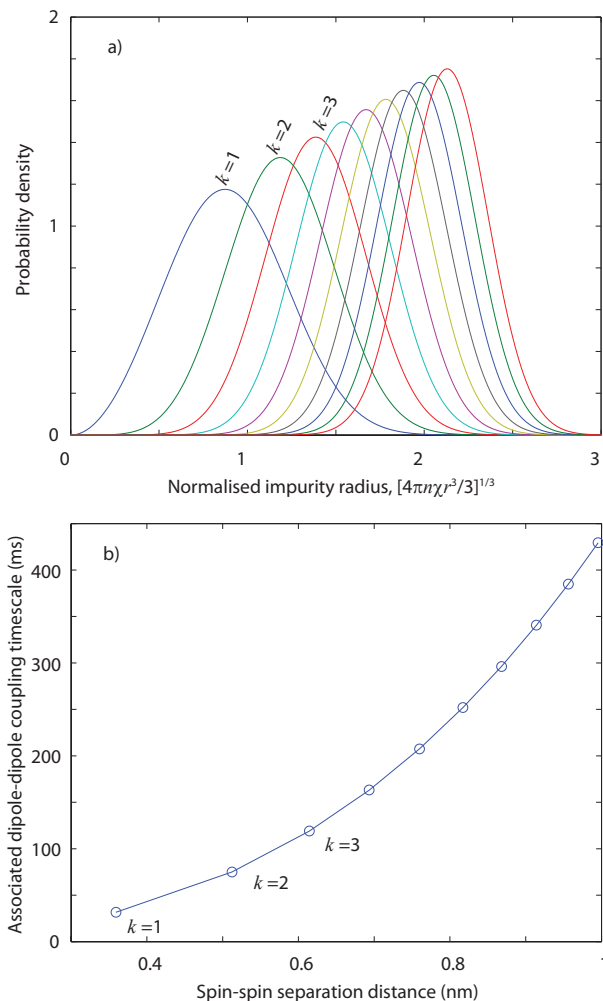 2
a)
k=1
k=2
k=3
1
Probability density
0
0
1
2
3
Normalised impurity radius, [4πnχr³/3]^1/3
b)
400
300
200
100
0
Associated dipole-dipole coupling timescale (ms)
k=3
k=2
k=1
0.4
0.6
0.8
1
Spin-spin separation distance (nm)